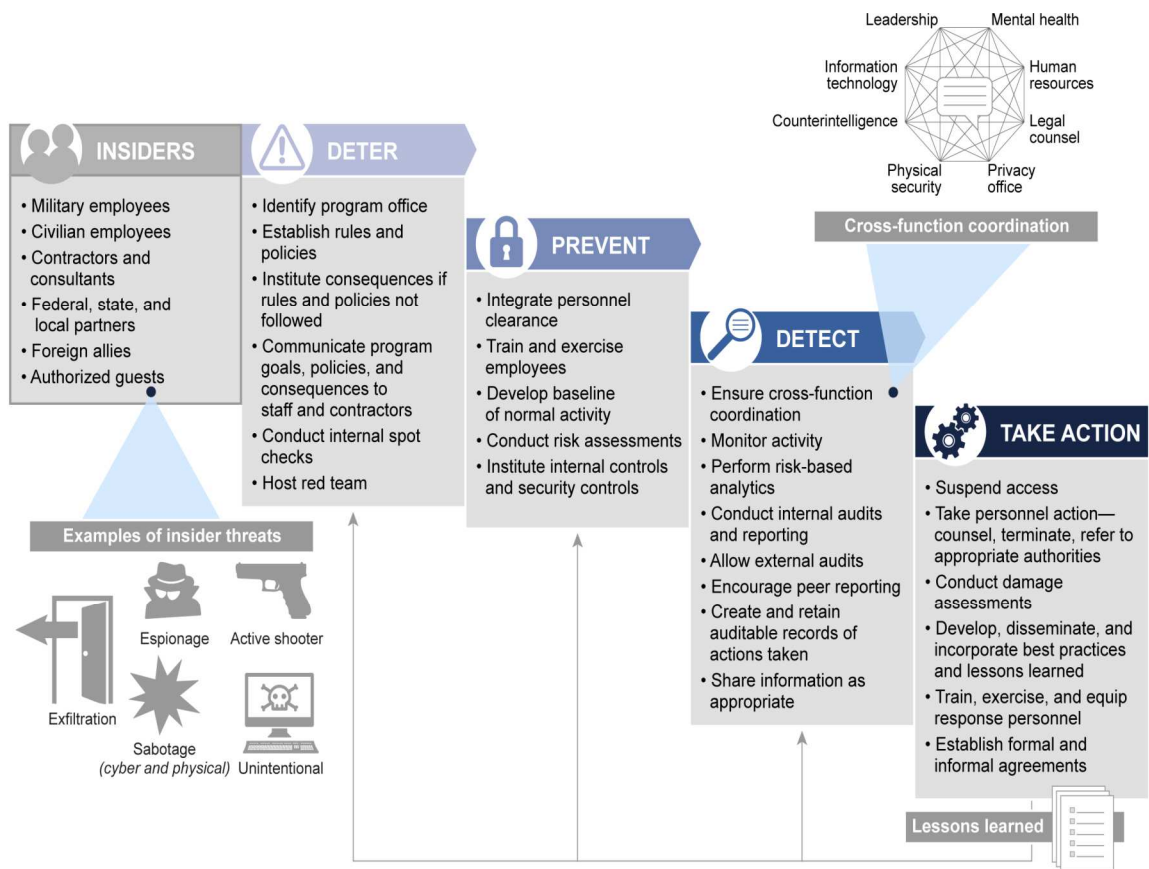 Leadership
Mental health
Information
technology
Human
resources
Counterintelligence
Legal
counsel
Physical
security
Privacy
office
Cross-function coordination
INSIDERS
• Military employees
• Civilian employees
• Contractors and
consultants
• Federal, state, and
local partners
• Foreign allies
• Authorized guests
Examples of insider threats
Espionage
Active shooter
Exfiltration
Sabotage
(cyber and physical)
Unintentional
DETER
• Identify program office
• Establish rules and
policies
• Institute consequences if
rules and policies not
followed
• Communicate program
goals, policies, and
consequences to
staff and contractors
• Conduct internal spot
checks
• Host red team
PREVENT
• Integrate personnel
clearance
• Train and exercise
employees
• Develop baseline
of normal activity
• Conduct risk assessments
• Institute internal controls
and security controls
DETECT
• Ensure cross-function
coordination
• Monitor activity
• Perform risk-based
analytics
• Conduct internal audits
and reporting
• Allow external audits
• Encourage peer reporting
• Create and retain
auditable records of
actions taken
• Share information as
appropriate
TAKE ACTION
• Suspend access
• Take personnel action—
counsel, terminate, refer to
appropriate authorities
• Conduct damage
assessments
• Develop, disseminate, and
incorporate best practices
and lessons learned
• Train, exercise, and equip
response personnel
• Establish formal and
informal agreements
Lessons learned